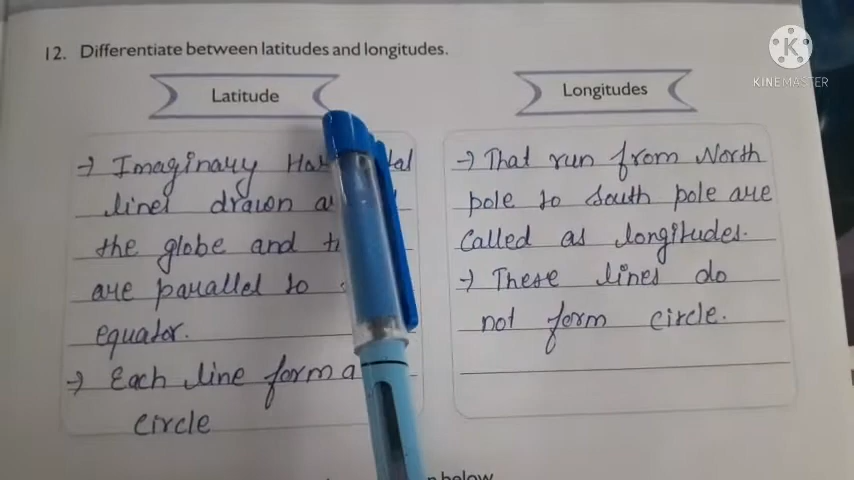 12. Differentiate between latitudes and longitudes.
K
KINEMASTER
Latitude
→ Imaginary
lines drawn
the globe and
are parallel to
equator.
→ Each line form a
circle
Longitudes
→ That run from North
pole to south pole are
called as longitudes.
→ These lines do
not form circle.
below